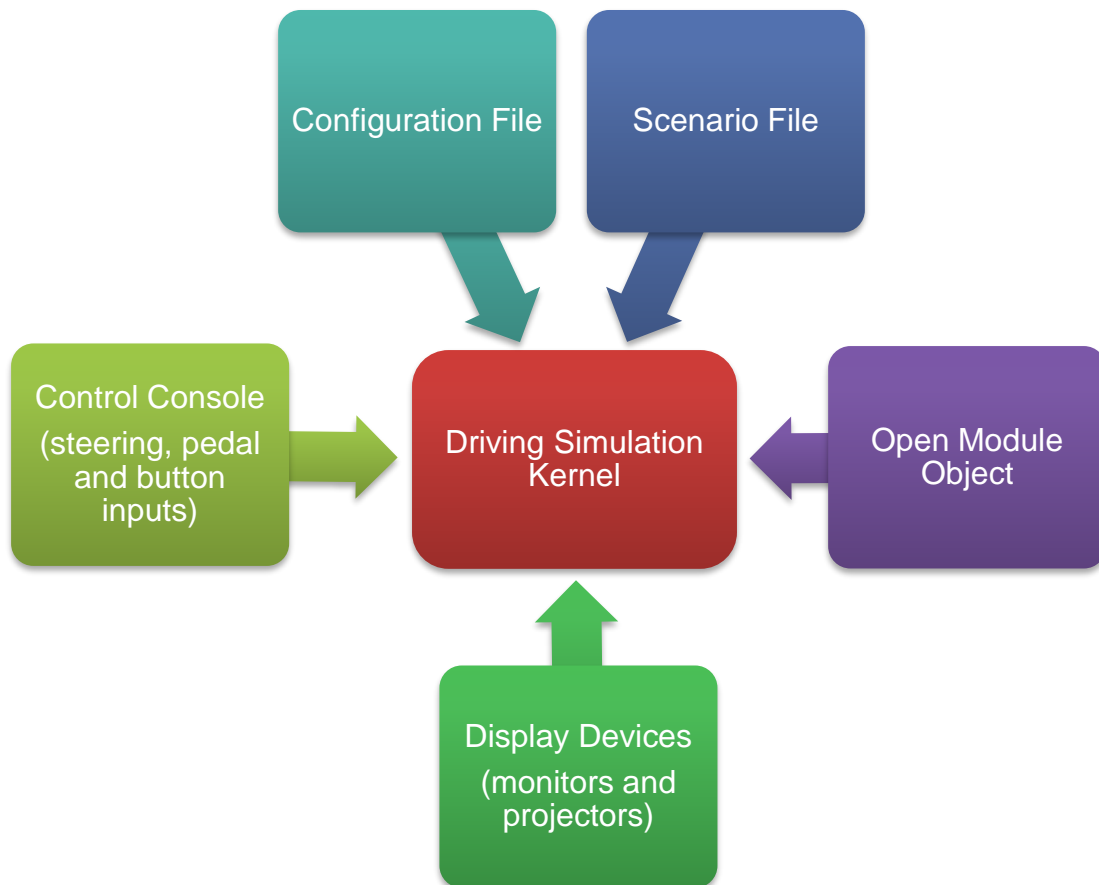 Configuration File
Scenario File
Control Console
(steering, pedal
and button
inputs)
Driving Simulation
Kernel
Open Module
Object
Display Devices
(monitors and
projectors)